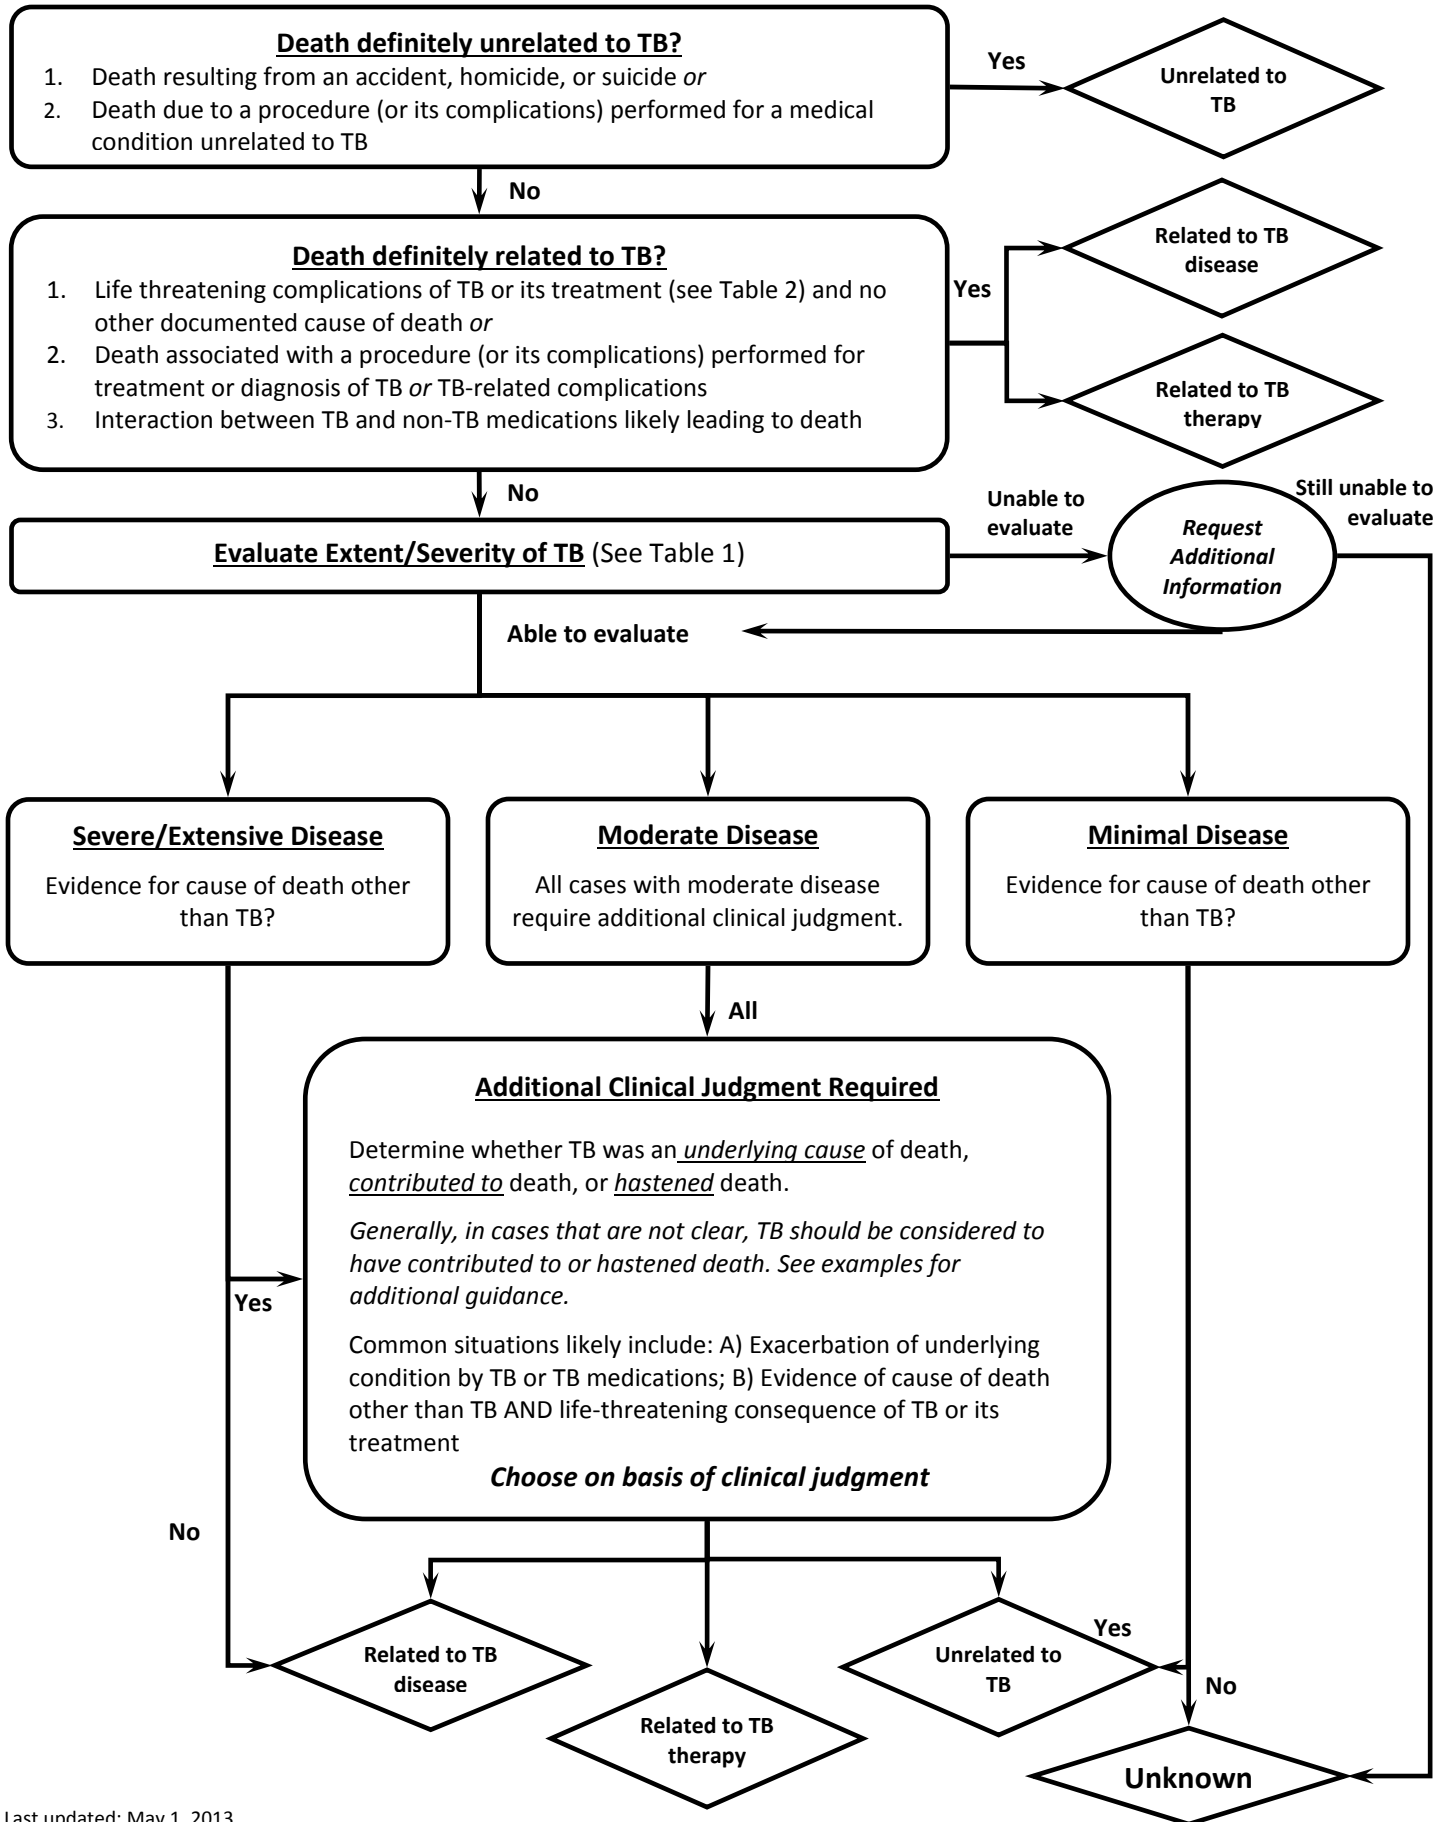 Death definitely unrelated to TB?
1. Death resulting from an accident, homicide, or suicide or
2. Death due to a procedure (or its complications) performed for a medical
condition unrelated to TB
Yes
Unrelated to
TB
No
Death definitely related to TB?
1. Life threatening complications of TB or its treatment (see Table 2) and no
other documented cause of death or
2. Death associated with a procedure (or its complications) performed for
treatment or diagnosis of TB or TB-related complications
3. Interaction between TB and non-TB medications likely leading to death
Yes
Related to TB
disease
Related to TB
therapy
No
Evaluate Extent/Severity of TB (See Table 1)
Unable to
evaluate
Request
Additional
Information
Still unable to
evaluate
Able to evaluate
Severe/Extensive Disease
Evidence for cause of death other
than TB?
Moderate Disease
All cases with moderate disease
require additional clinical judgment.
Minimal Disease
Evidence for cause of death other
than TB?
All
Additional Clinical Judgment Required
Determine whether TB was an underlying cause of death,
contributed to death, or hastened death.
Generally, in cases that are not clear, TB should be considered to
have contributed to or hastened death. See examples for
additional guidance.
Common situations likely include: A) Exacerbation of underlying
condition by TB or TB medications; B) Evidence of cause of death
other than TB AND life-threatening consequence of TB or its
treatment
Choose on basis of clinical judgment
Yes
No
Related to TB
disease
Related to TB
therapy
Unrelated to
TB
Yes
No
Unknown
Last updated: May 1, 2013